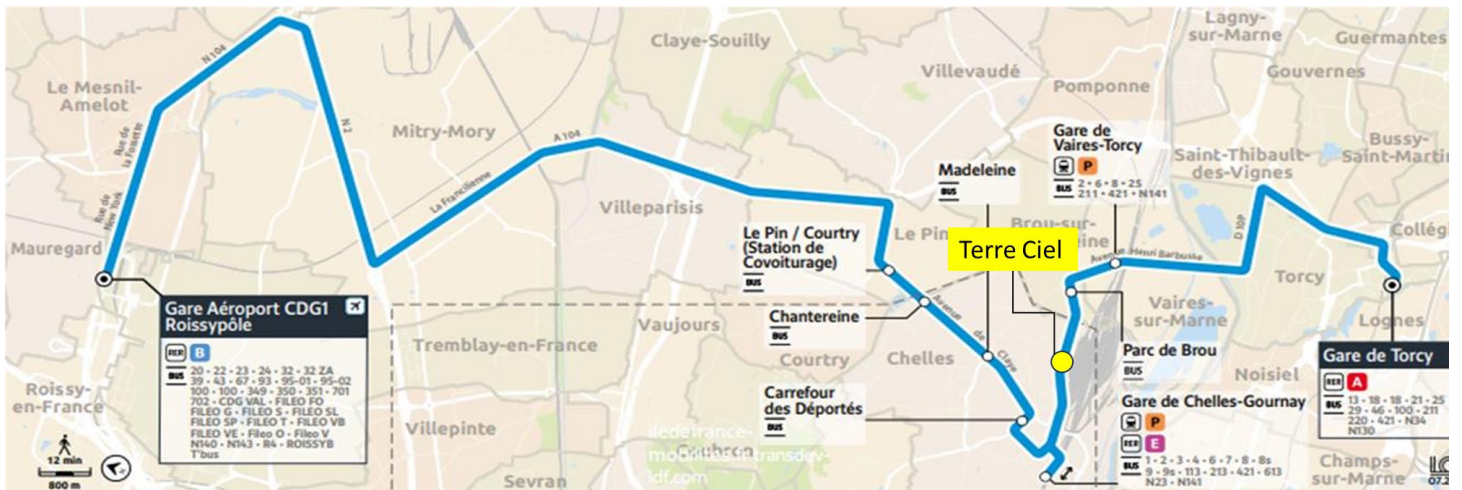 Lagny-
sur-Marne
Guermantes
Claye-Souilly
Villevaudé
Gouvernes
Pomponne
Le Mesnil-
Amelot
N 104
N 2
Mitry-Mory
A 104
Rue de
la Fossette
Rue de
New York
Mauregard
La Francilienne
Villeparisis
Gare de
Vaires-Torcy
P
BUS
2 • 6 • 8 • 25
211 • 421 • N141
Madeleine
BUS
Bussy-
Saint-Martin
Saint-Thibault-
des-Vignes
Le Pin / Courtry
(Station de
Covoiturage)
BUS
Le Pin
Brou-sur-
Terre Ciel
Avenue Henri Barbusse
D 10P
Collégi
Torcy
Gare Aéroport CDG1
Roissypôle
RER B
BUS
20 • 22 • 23 • 24 • 32 • 32 ZA
39 • 43 • 67 • 93 • 95-01 • 95-02
100 • 100 • 349 • 350 • 351 • 701
702 • CDG VAL • FILEO FO
FILEO G • FILEO S • FILEO SL
FILEO SP • FILEO T • FILEO VB
FILEO VE • Fileo O • Fileo V
N140 • N143 • R4 • ROISSYB
T'bus
Chantereine
BUS
Avenue
de
Claye
Vaujours
Tremblay-en-France
Courtry
Chelles
Vaires-
sur-Marne
Lognes
Parc de Brou
BUS
Noisiel
Gare de Torcy
RER A
BUS
13 • 18 • 18 • 21 • 25
29 • 46 • 100 • 211
220 • 421 • N34
N130
Roissy-
en-France
Carrefour
des Déportés
BUS
Gare de Chelles-Gournay
P
RER E
BUS
1 • 2 • 3 • 4 • 6 • 7 • 8 • 8s
9 • 9s • 113 • 213 • 421 • 613
N23 • N141
Villepinte
Sevran
12 min
800 m
Champs-
sur-Marne